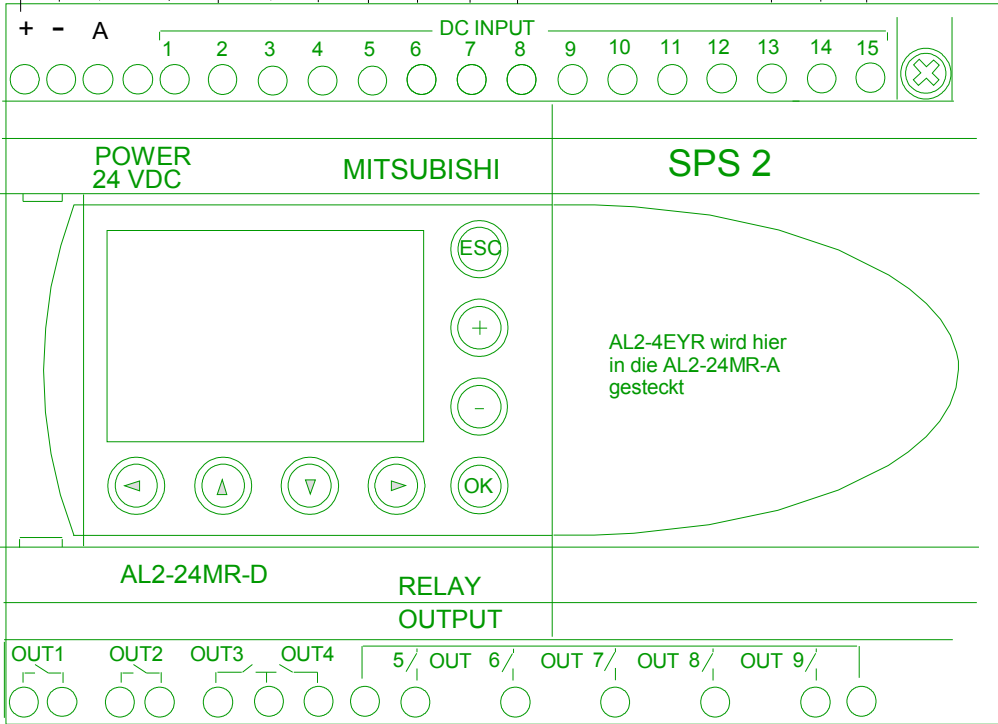 + - A
DC INPUT
1 2 3 4 5 6 7 8 9 10 11 12 13 14 15
POWER
24 VDC
MITSUBISHI
SPS 2
ESC
+
-
OK
AL2-4EYR wird hier
in die AL2-24MR-A
gesteckt
AL2-24MR-D
RELAY
OUTPUT
OUT1 OUT2 OUT3 OUT4 5 OUT 6 OUT 7 OUT 8 OUT 9